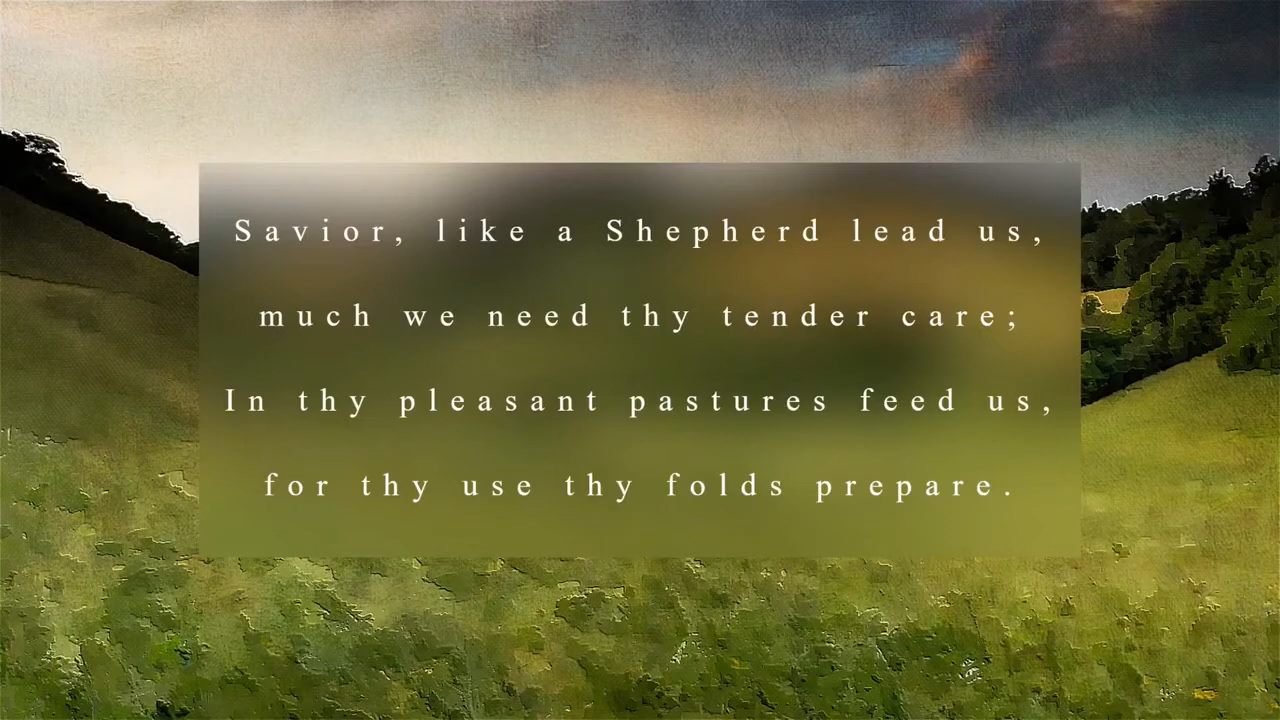 Savior, like a Shepherd lead us,
much we need thy tender care;
In thy pleasant pastures feed us,
for thy use thy folds prepare.